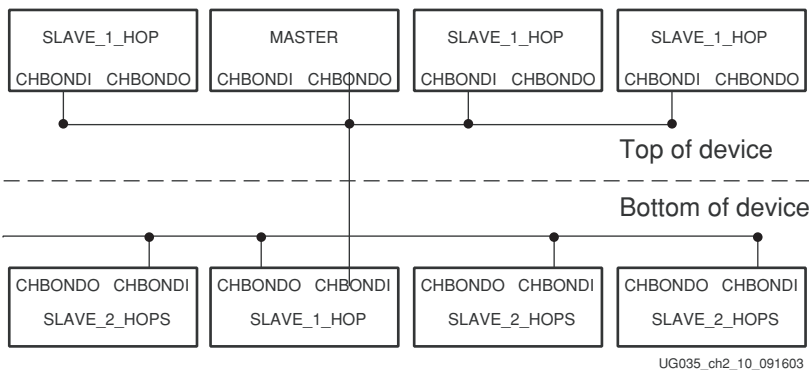 SLAVE_1_HOP MASTER SLAVE_1_HOP SLAVE_1_HOP
CHBONDI CHBONDO CHBONDI CHBONDO CHBONDI CHBONDO CHBONDI CHBONDO
Top of device
Bottom of device
CHBONDO CHBONDI CHBONDO CHBONDI CHBONDO CHBONDI CHBONDO CHBONDI
SLAVE_2_HOPS SLAVE_1_HOP SLAVE_2_HOPS SLAVE_2_HOPS
UG035_ch2_10_091603